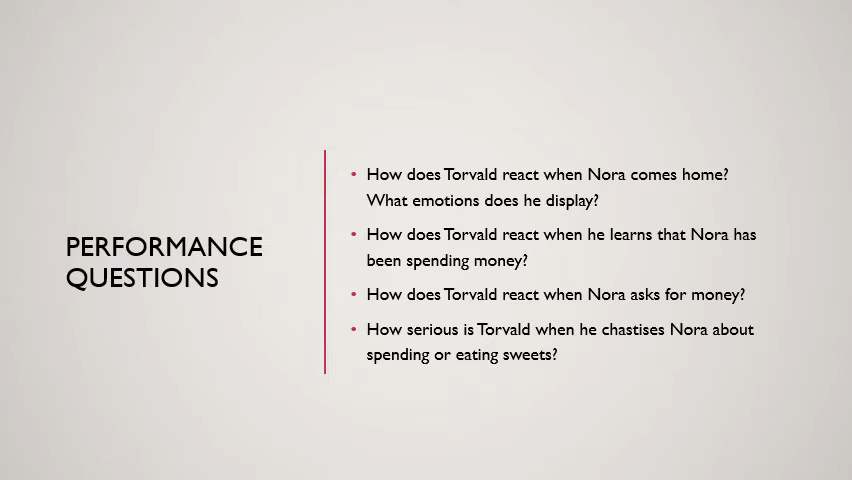 PERFORMANCE
QUESTIONS
• How does Torvald react when Nora comes home?
What emotions does he display?
• How does Torvald react when he learns that Nora has
been spending money?
• How does Torvald react when Nora asks for money?
• How serious is Torvald when he chastises Nora about
spending or eating sweets?